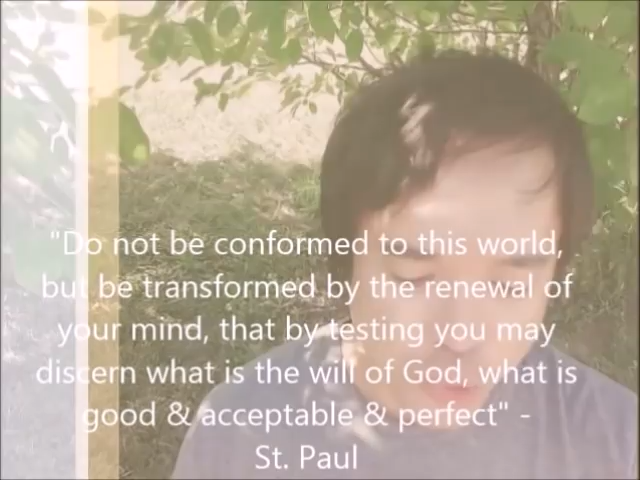 "Do not be conformed to this world,
but be transformed by the renewal of
your mind, that by testing you may
discern what is the will of God, what is
good & acceptable & perfect" -
St. Paul